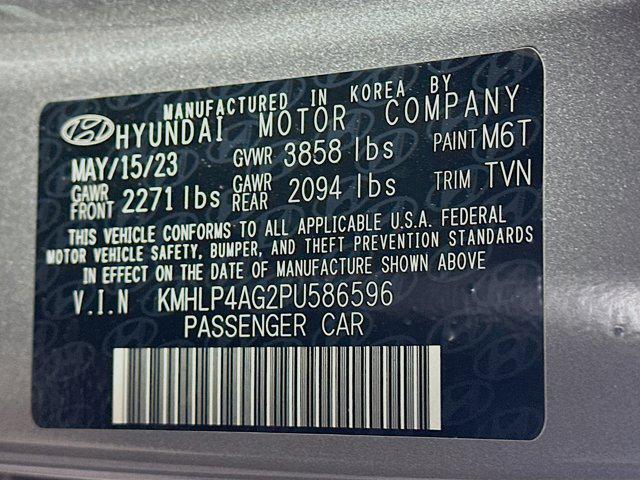 MANUFACTURED IN KOREA BY
HYUNDAI MOTOR COMPANY
MAY/15/23 GVWR 3858 lbs PAINT M6T
GAWR FRONT 2271 lbs GAWR REAR 2094 lbs TRIM TVN
THIS VEHICLE CONFORMS TO ALL APPLICABLE U.S.A. FEDERAL
MOTOR VEHICLE SAFETY, BUMPER, AND THEFT PREVENTION STANDARDS
IN EFFECT ON THE DATE OF MANUFACTURE SHOWN ABOVE
V.I.N KMHLP4AG2PU586596
PASSENGER CAR